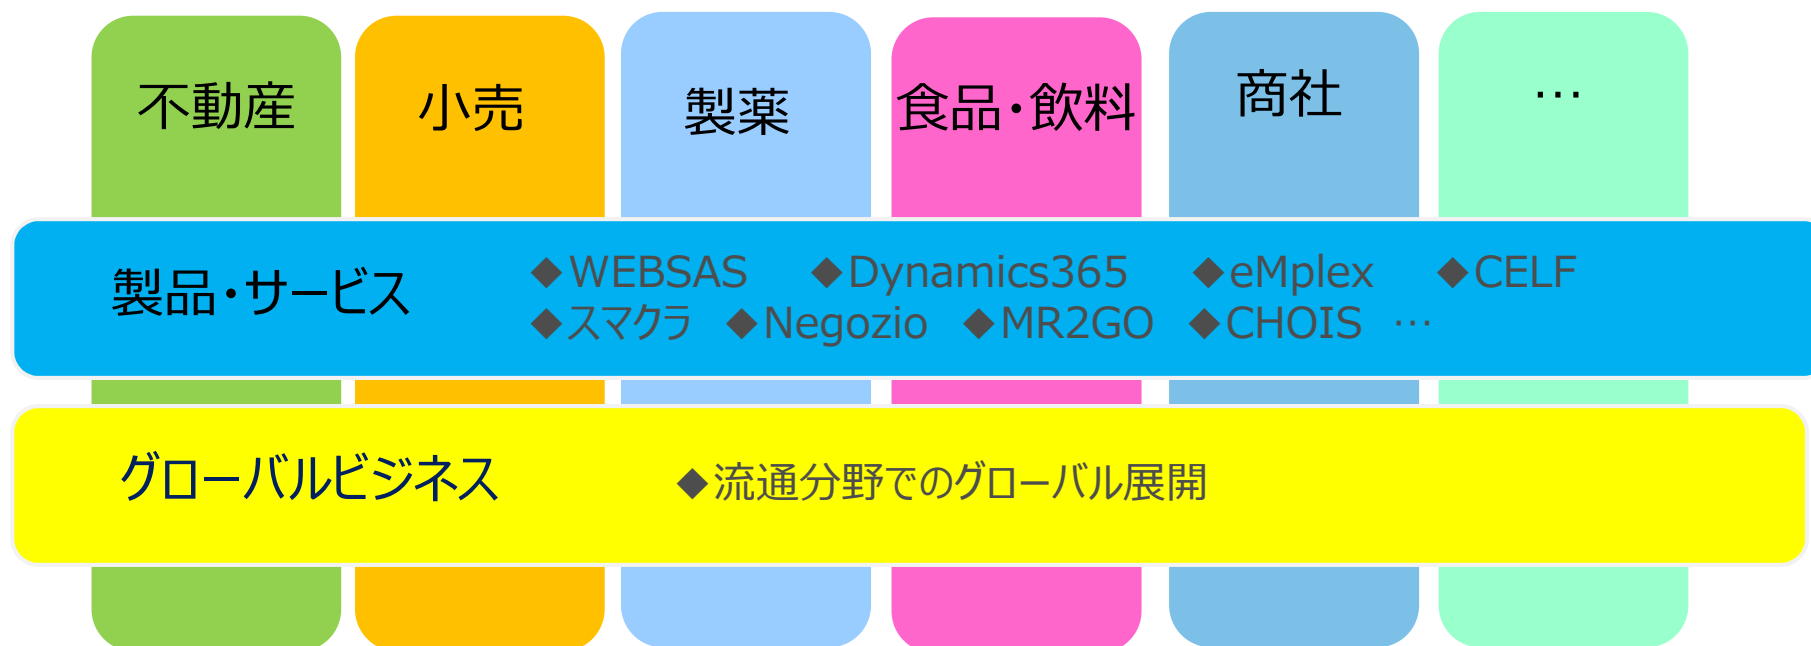 不動産 小売 製薬 食品・飲料 商社 …
製品・サービス
◆WEBSAS ◆Dynamics365 ◆eMplex ◆CELF
◆スマクラ ◆Negozio ◆MR2GO ◆CHOIS …
グローバルビジネス ◆流通分野でのグローバル展開